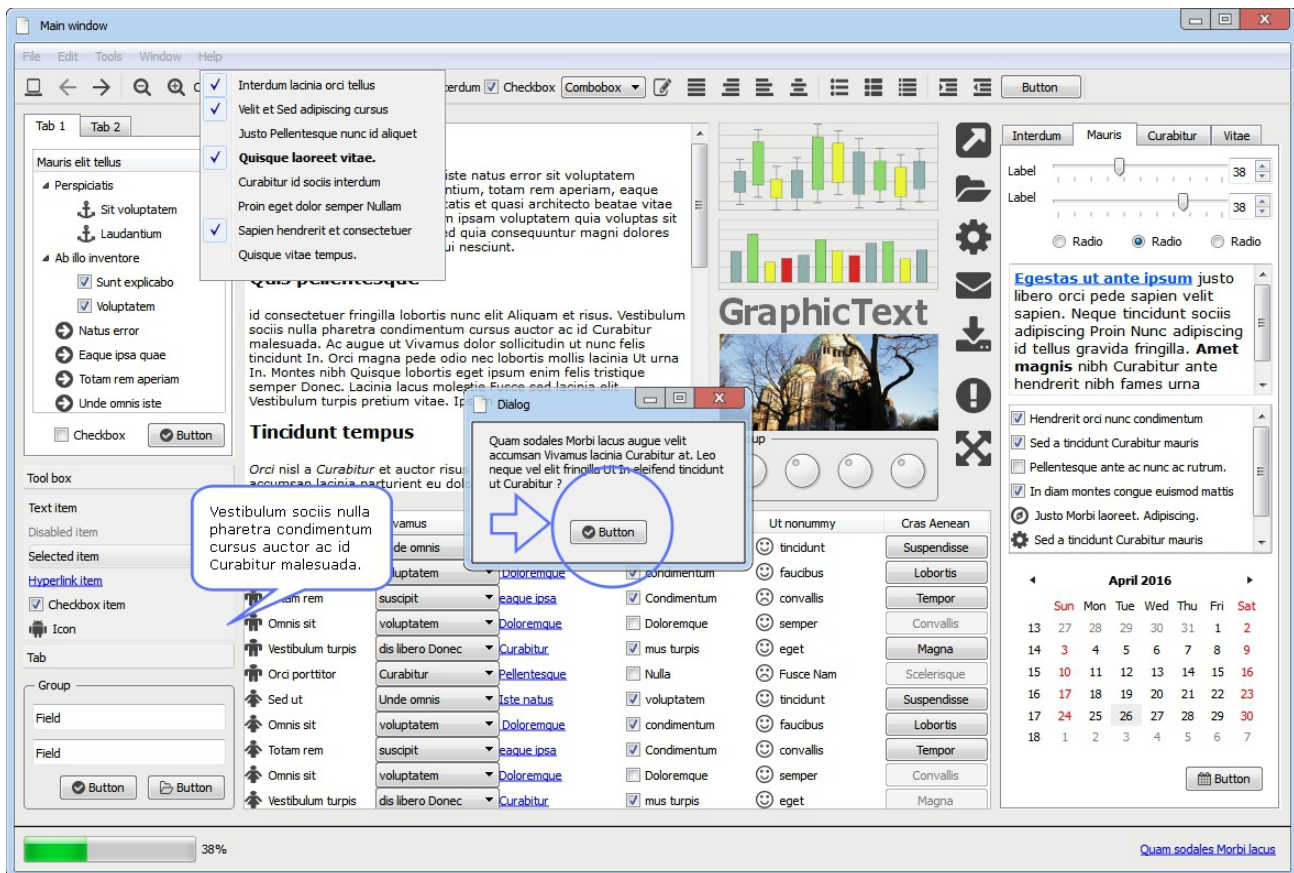 Main window
File Edit Tools Window Help
Checkbox Combobox Button
Interdum lacinia orci tellus
Velit et Sed adipiscing cursus
Justo Pellentesque nunc id aliquet
Quisque laoreet vitae.
Curabitur id sociis interdum
Proin eget dolor semper Nullam
Sapien hendrerit et consectetuer
Quisque vitae tempus.
Tab 1 Tab 2
Mauris elit tellus
Perspiciatis
Sit voluptatem
Laudantium
Ab illo inventore
Sunt explicabo
Voluptatem
Natus error
Eaque ipsa quae
Totam rem aperiam
Unde omnis iste
Checkbox Button
Tool box
Text item
Disabled item
Selected item
Hyperlink item
Checkbox item
Icon
Tab
Group
Field
Field
Button Button
Vestibulum sociis nulla
pharetra condimentum
cursus auctor ac id
Curabitur malesuada.
iste natus error sit voluptatem
totam rem aperiam, eaque
et quasi architecto beatae vitae
ipsam voluptatem quia voluptas sit
quia consequuntur magni dolores
nesciunt.
Quis pellentesque
id consectetuer fringilla lobortis nunc elit Aliquam et risus. Vestibulum
sociis nulla pharetra condimentum cursus auctor ac id Curabitur
malesuada. Ac augue ut Vivamus dolor sollicitudin ut nunc felis
tincidunt In. Orci magna pede odio nec lobortis mollis lacinia Ut urna
In. Montes nibh Quisque lobortis eget ipsum enim felis tristique
semper Donec. Lacinia lacus molestie Fusce sed lacinia elit
Vestibulum turpis pretium vitae.
Tincidunt tempus
Orci nisl a Curabitur et auctor risus
accumsan lacinia parturient eu
GraphicText
Dialog
Quam sodales Morbi lacus augue velit
accumsan Vivamus lacinia Curabitur at. Leo
neque vel elit fringilla Ut In eleifend tincidunt
ut Curabitur ?
Button
Ut nonummy Cras Aenean
omnis tincidunt Suspendisse
Doloremque condimentum faucibus Lobortis
rem suscipit eaque ipsa Condimentum convallis Tempor
Omnis sit voluptatem Doloremque Doloremque semper Convallis
Vestibulum turpis dis libero Donec Curabitur mus turpis eget Magna
Orci porttitor Curabitur Pellentesque Nulla Fusce Nam Scelerisque
Sed ut Unde omnis Iste natus voluptatem tincidunt Suspendisse
Omnis sit voluptatem Doloremque condimentum faucibus Lobortis
Totam rem suscipit eaque ipsa Condimentum convallis Tempor
Omnis sit voluptatem Doloremque Doloremque semper Convallis
Vestibulum turpis dis libero Donec Curabitur mus turpis eget Magna
Interdum Mauris Curabitur Vitae
Label 38
Label 38
Radio Radio Radio
Egestas ut ante ipsum justo
libero orci pede sapien velit
sapien. Neque tincidunt sociis
adipiscing Proin Nunc adipiscing
id tellus gravida fringilla. Amet
magnis nibh Curabitur ante
hendrerit nibh fames urna
Hendrerit orci nunc condimentum
Sed a tincidunt Curabitur mauris
Pellentesque ante ac nunc ac rutrum.
In diam montes congue euismod mattis
Justo Morbi laoreet. Adipiscing.
Sed a tincidunt Curabitur mauris
April 2016
Sun Mon Tue Wed Thu Fri Sat
13 27 28 29 30 31 1 2
14 3 4 5 6 7 8 9
15 10 11 12 13 14 15 16
16 17 18 19 20 21 22 23
17 24 25 26 27 28 29 30
18 1 2 3 4 5 6 7
Button
38%
Quam sodales Morbi lacus